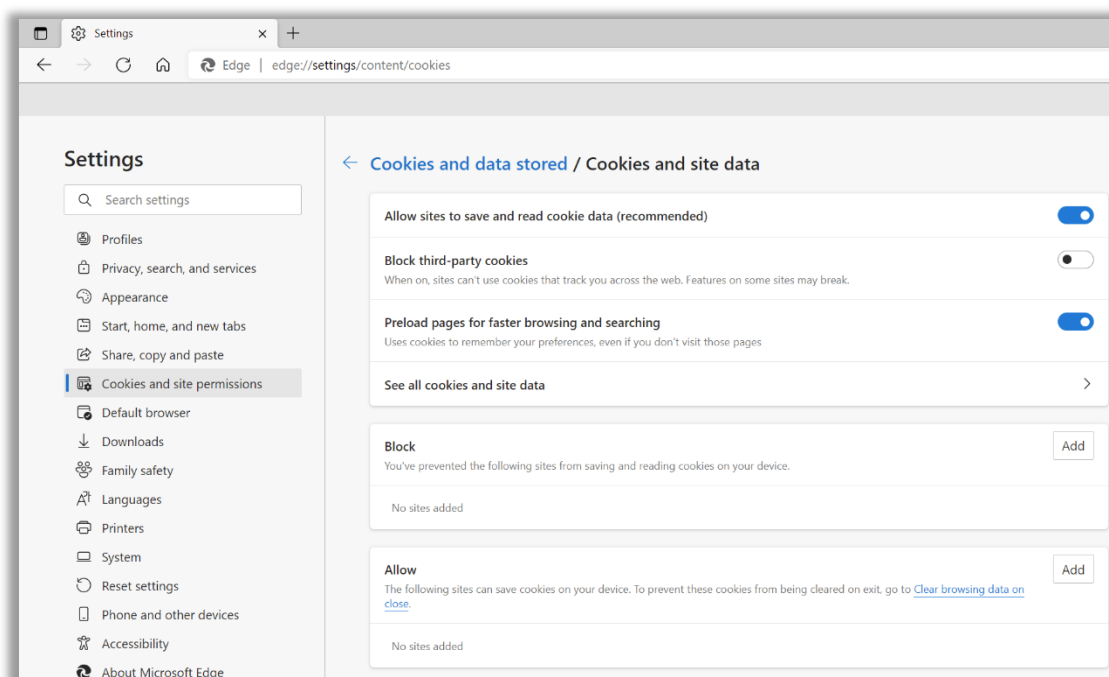 Settings
Edge | edge://settings/content/cookies
Settings
Search settings
Profiles
Privacy, search, and services
Appearance
Start, home, and new tabs
Share, copy and paste
Cookies and site permissions
Default browser
Downloads
Family safety
Languages
Printers
System
Reset settings
Phone and other devices
Accessibility
About Microsoft Edge
Cookies and data stored / Cookies and site data
Allow sites to save and read cookie data (recommended)
Block third-party cookies
When on, sites can't use cookies that track you across the web. Features on some sites may break.
Preload pages for faster browsing and searching
Uses cookies to remember your preferences, even if you don't visit those pages
See all cookies and site data
Block
Add
You've prevented the following sites from saving and reading cookies on your device.
No sites added
Allow
Add
The following sites can save cookies on your device. To prevent these cookies from being cleared on exit, go to Clear browsing data on
close.
No sites added